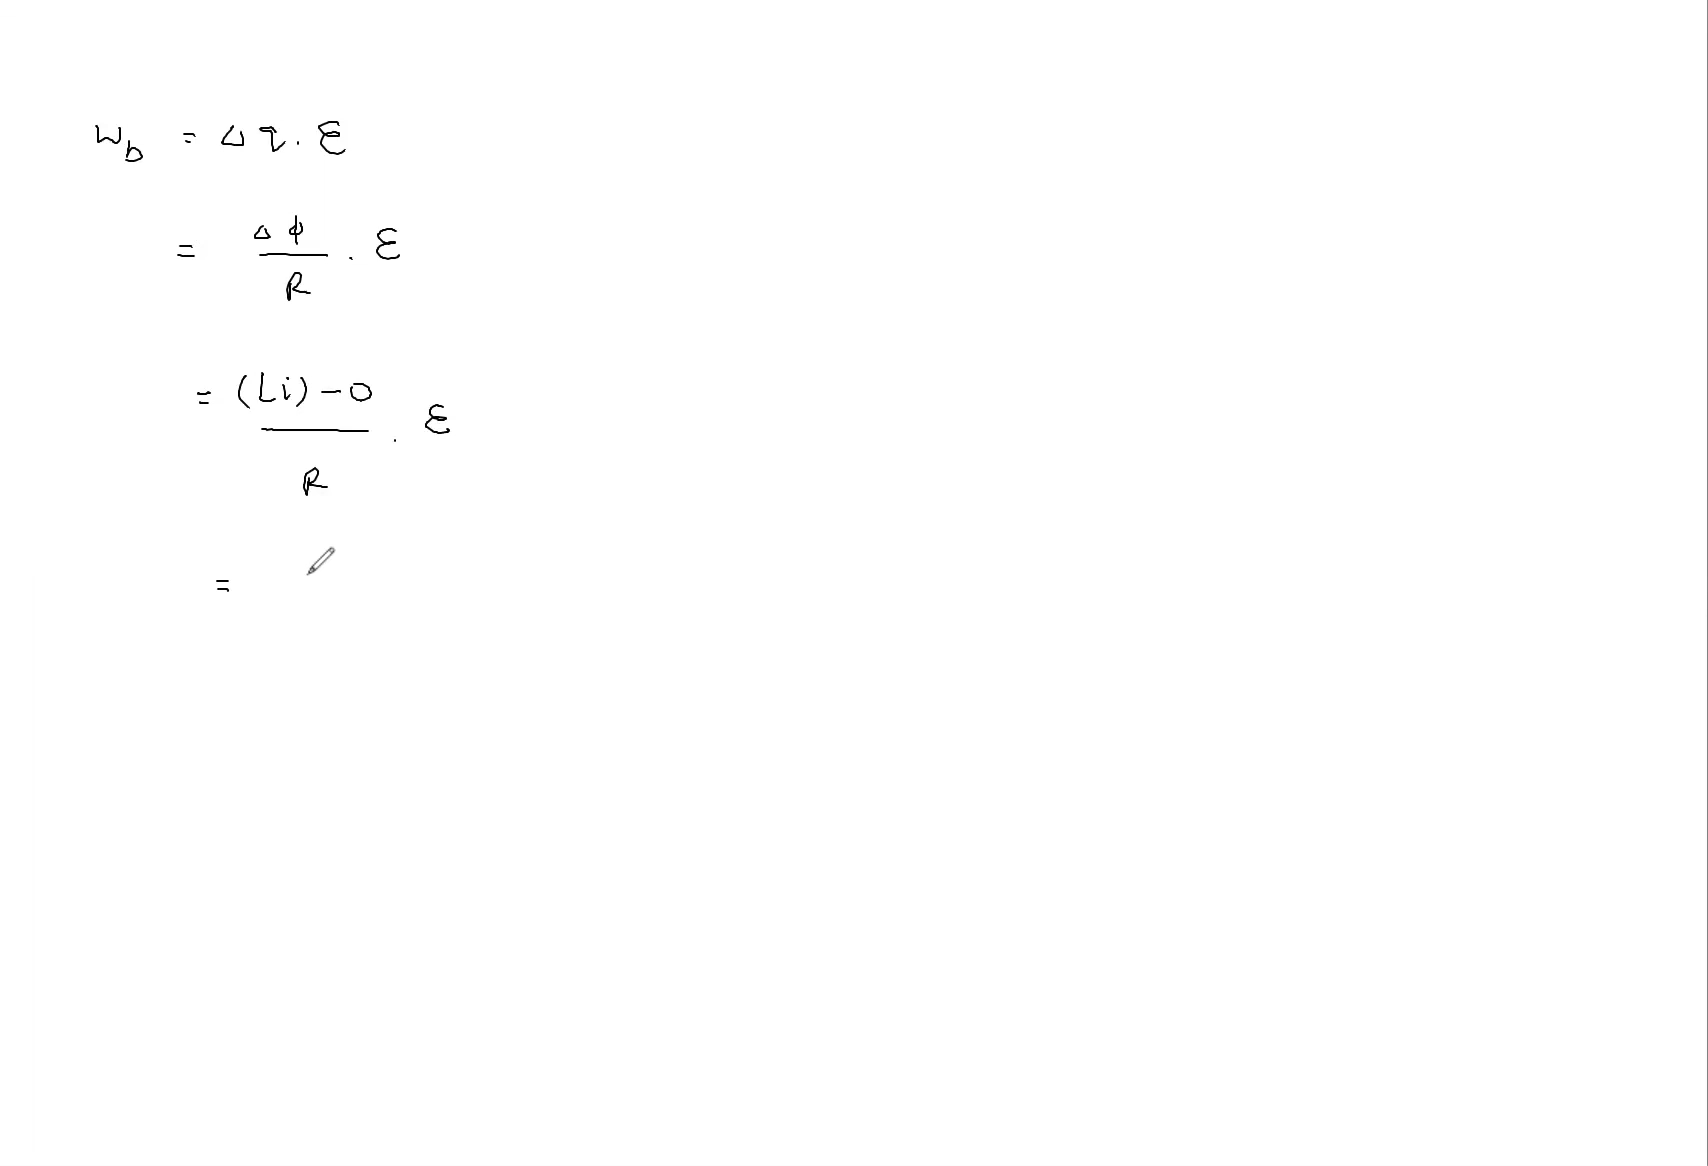 W_b = Δq . ε
= Δφ / R . ε
= (Li) - 0 / R . ε
=